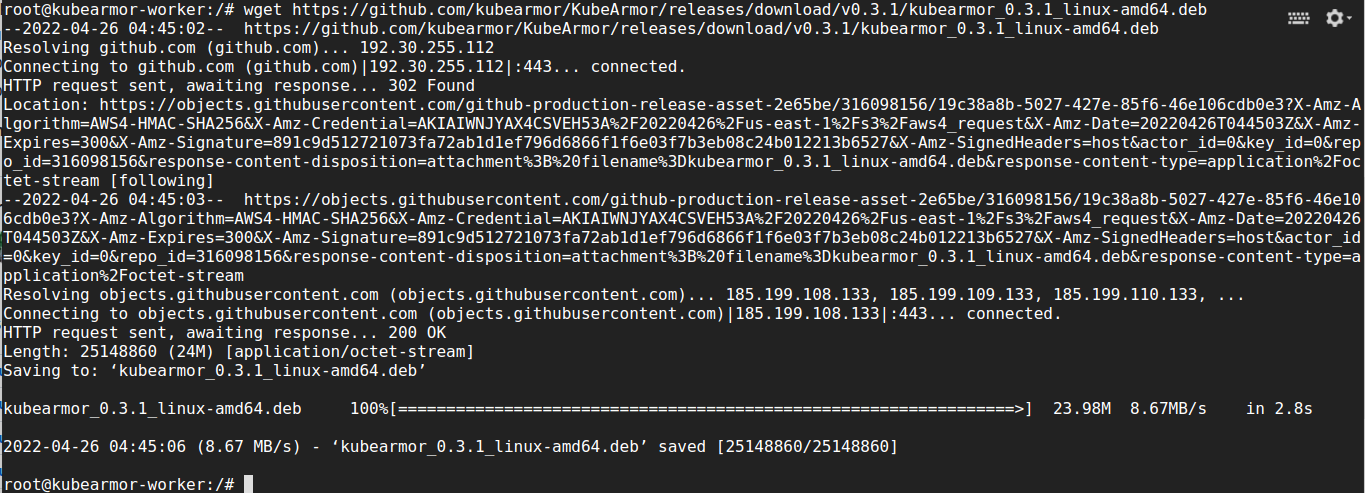 root@kubearmor-worker:/# wget https://github.com/kubearmor/KubeArmor/releases/download/v0.3.1/kubearmor_0.3.1_linux-amd64.deb
--2022-04-26 04:45:02--  https://github.com/kubearmor/KubeArmor/releases/download/v0.3.1/kubearmor_0.3.1_linux-amd64.deb
Resolving github.com (github.com)... 192.30.255.112
Connecting to github.com (github.com)|192.30.255.112|:443... connected.
HTTP request sent, awaiting response... 302 Found
Location: https://objects.githubusercontent.com/github-production-release-asset-2e65be/316098156/19c38a8b-5027-427e-85f6-46e106cdb0e3?X-Amz-A
lgorithm=AWS4-HMAC-SHA256&X-Amz-Credential=AKIAIWNJYAX4CSVEH53A%2F20220426%2Fus-east-1%2Fs3%2Faws4_request&X-Amz-Date=20220426T044503Z&X-Amz-
Expires=300&X-Amz-Signature=891c9d512721073fa72ab1d1ef796d6866f1f6e03f7b3eb08c24b012213b6527&X-Amz-SignedHeaders=host&actor_id=0&key_id=0&rep
o_id=316098156&response-content-disposition=attachment%3B%20filename%3Dkubearmor_0.3.1_linux-amd64.deb&response-content-type=application%2Foc
tet-stream [following]
--2022-04-26 04:45:03--  https://objects.githubusercontent.com/github-production-release-asset-2e65be/316098156/19c38a8b-5027-427e-85f6-46e10
6cdb0e3?X-Amz-Algorithm=AWS4-HMAC-SHA256&X-Amz-Credential=AKIAIWNJYAX4CSVEH53A%2F20220426%2Fus-east-1%2Fs3%2Faws4_request&X-Amz-Date=20220426
T044503Z&X-Amz-Expires=300&X-Amz-Signature=891c9d512721073fa72ab1d1ef796d6866f1f6e03f7b3eb08c24b012213b6527&X-Amz-SignedHeaders=host&actor_id
=0&key_id=0&repo_id=316098156&response-content-disposition=attachment%3B%20filename%3Dkubearmor_0.3.1_linux-amd64.deb&response-content-type=a
pplication%2Foctet-stream
Resolving objects.githubusercontent.com (objects.githubusercontent.com)... 185.199.108.133, 185.199.109.133, 185.199.110.133, ...
Connecting to objects.githubusercontent.com (objects.githubusercontent.com)|185.199.108.133|:443... connected.
HTTP request sent, awaiting response... 200 OK
Length: 25148860 (24M) [application/octet-stream]
Saving to: ‘kubearmor_0.3.1_linux-amd64.deb’
kubearmor_0.3.1_linux-amd64.deb     100%[================================================================>]  23.98M  8.67MB/s    in 2.8s
2022-04-26 04:45:06 (8.67 MB/s) - ‘kubearmor_0.3.1_linux-amd64.deb’ saved [25148860/25148860]
root@kubearmor-worker:/#